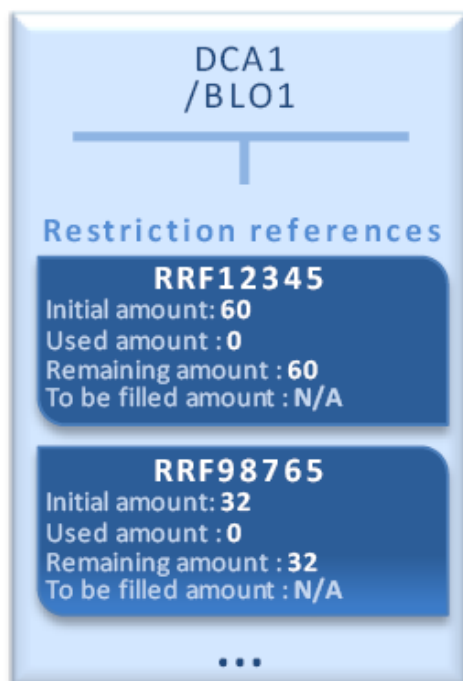 DCA1
/BLO1
Restriction references
RRF12345
Initial amount: 60
Used amount : 0
Remaining amount : 60
To be filled amount : N/A
RRF98765
Initial amount: 32
Used amount : 0
Remaining amount : 32
To be filled amount : N/A
...